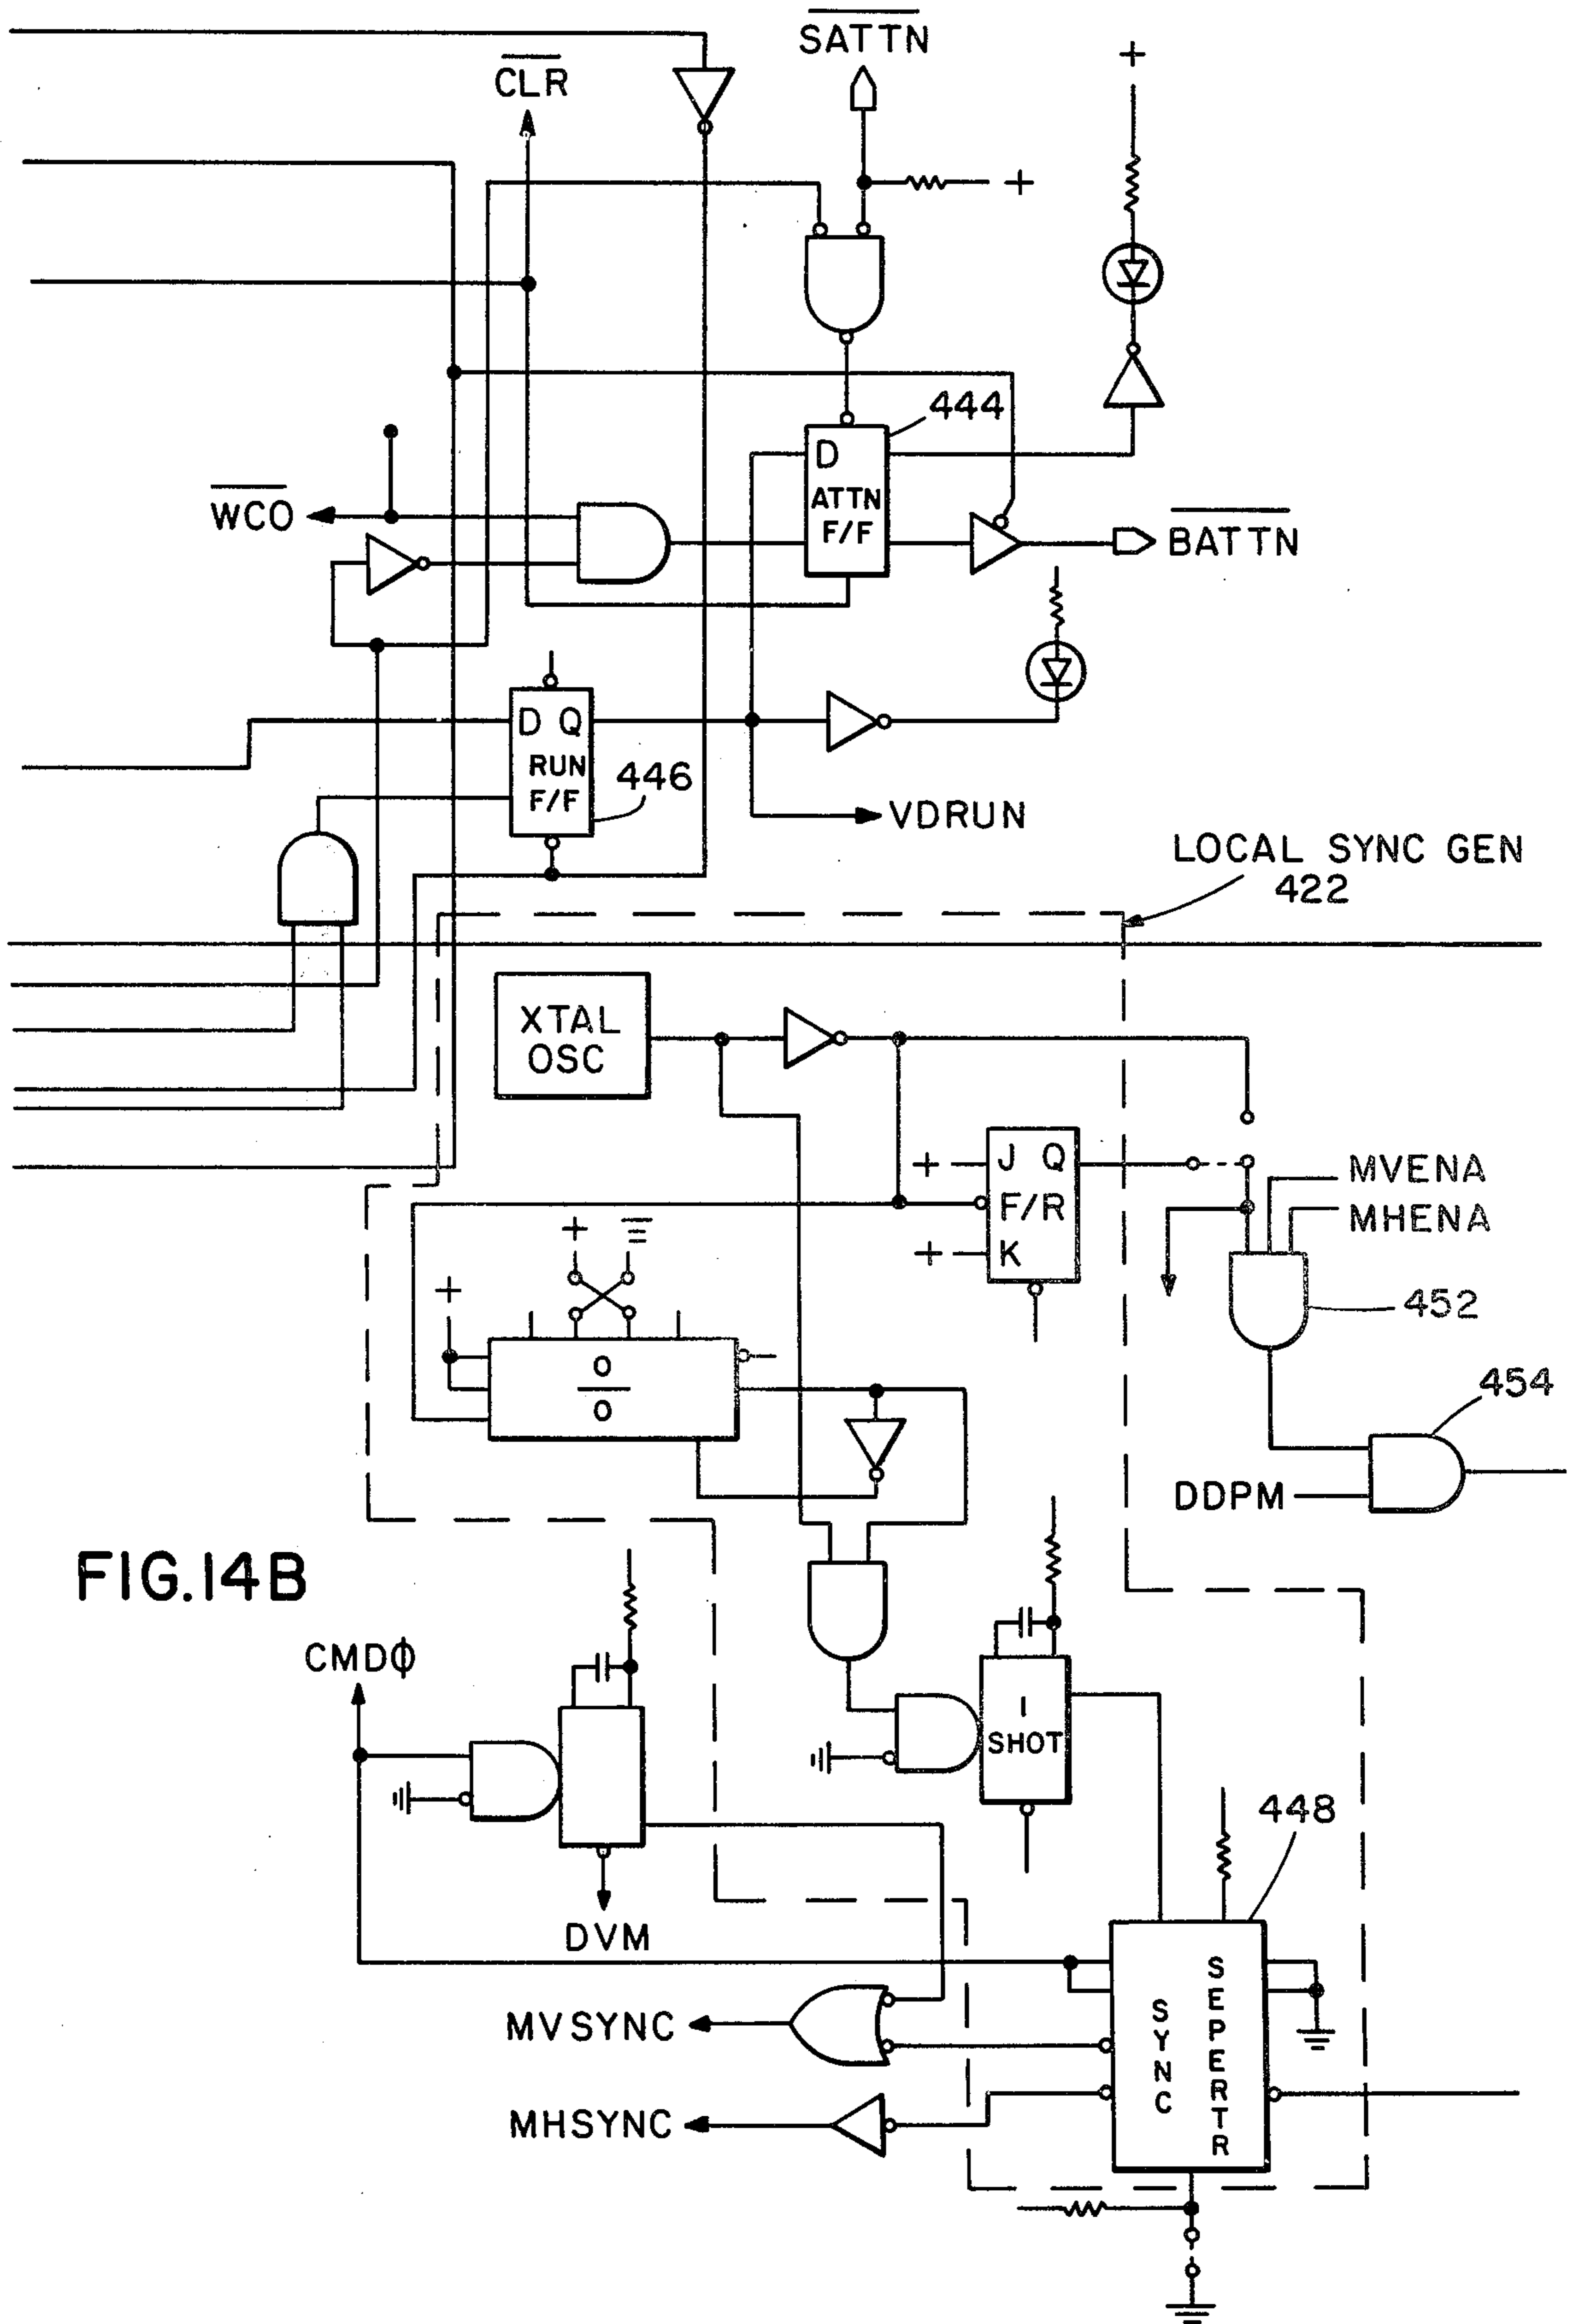 SATTN
CLR
+
+
444
D
ATTN
F/F
WCO
BATTN
D Q
RUN
F/F
446
VDRUN
LOCAL SYNC GEN
422
XTAL
OSC
+ J Q
F/R
+ K
MVENA
MHENA
452
+
+
0
0
454
DDPM
FIG.14B
CMDΦ
1
SHOT
448
DVM
SYNC
SEPERTR
MVSYNC
MHSYNC